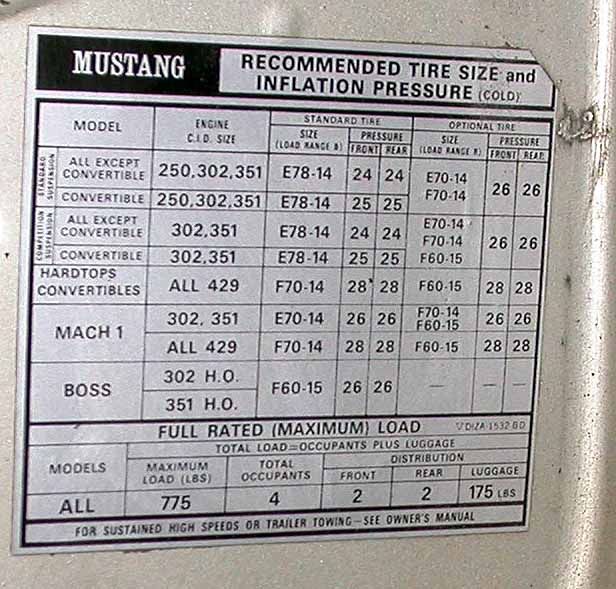 MUSTANG
RECOMMENDED TIRE SIZE and
INFLATION PRESSURE (COLD)
MODEL
ENGINE
C.I.D. SIZE
STANDARD TIRE
OPTIONAL TIRE
SIZE
(LOAD RANGE B)
PRESSURE
FRONT REAR
SIZE
(LOAD RANGE B)
PRESSURE
FRONT REAR
STANDARD
SUSPENSION
ALL EXCEPT
CONVERTIBLE
250,302,351 E78-14 24 24
CONVERTIBLE 250,302,351 E78-14 25 25
E70-14
F70-14
26 26
COMPETITION
SUSPENSION
ALL EXCEPT
CONVERTIBLE
302,351 E78-14 24 24
E70-14
F70-14
26 26
CONVERTIBLE 302,351 E78-14 25 25 F60-15
HARDTOPS
CONVERTIBLES
ALL 429 F70-14 28 28 F60-15 28 28
MACH 1
302, 351 E70-14 26 26
F70-14
F60-15
26 26
ALL 429 F70-14 28 28 F60-15 28 28
BOSS
302 H.O.
351 H.O.
F60-15 26 26 — — —
FULL RATED (MAXIMUM) LOAD
▽DIZA-1532-BD
MODELS
TOTAL LOAD=OCCUPANTS PLUS LUGGAGE
MAXIMUM
LOAD (LBS)
TOTAL
OCCUPANTS
DISTRIBUTION
FRONT REAR LUGGAGE
ALL 775 4 2 2 175 LBS
FOR SUSTAINED HIGH SPEEDS OR TRAILER TOWING—SEE OWNER'S MANUAL